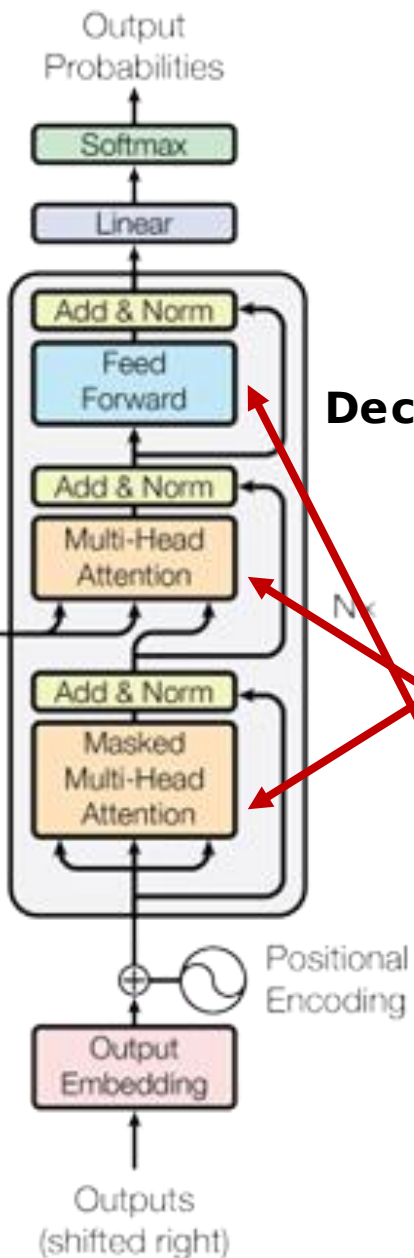 Output
Probabilities
Softmax
Linear
Add & Norm
Feed
Forward
Dec
Add & Norm
Multi-Head
Attention
N×
Add & Norm
Masked
Multi-Head
Attention
Positional
Encoding
Output
Embedding
Outputs
(shifted right)